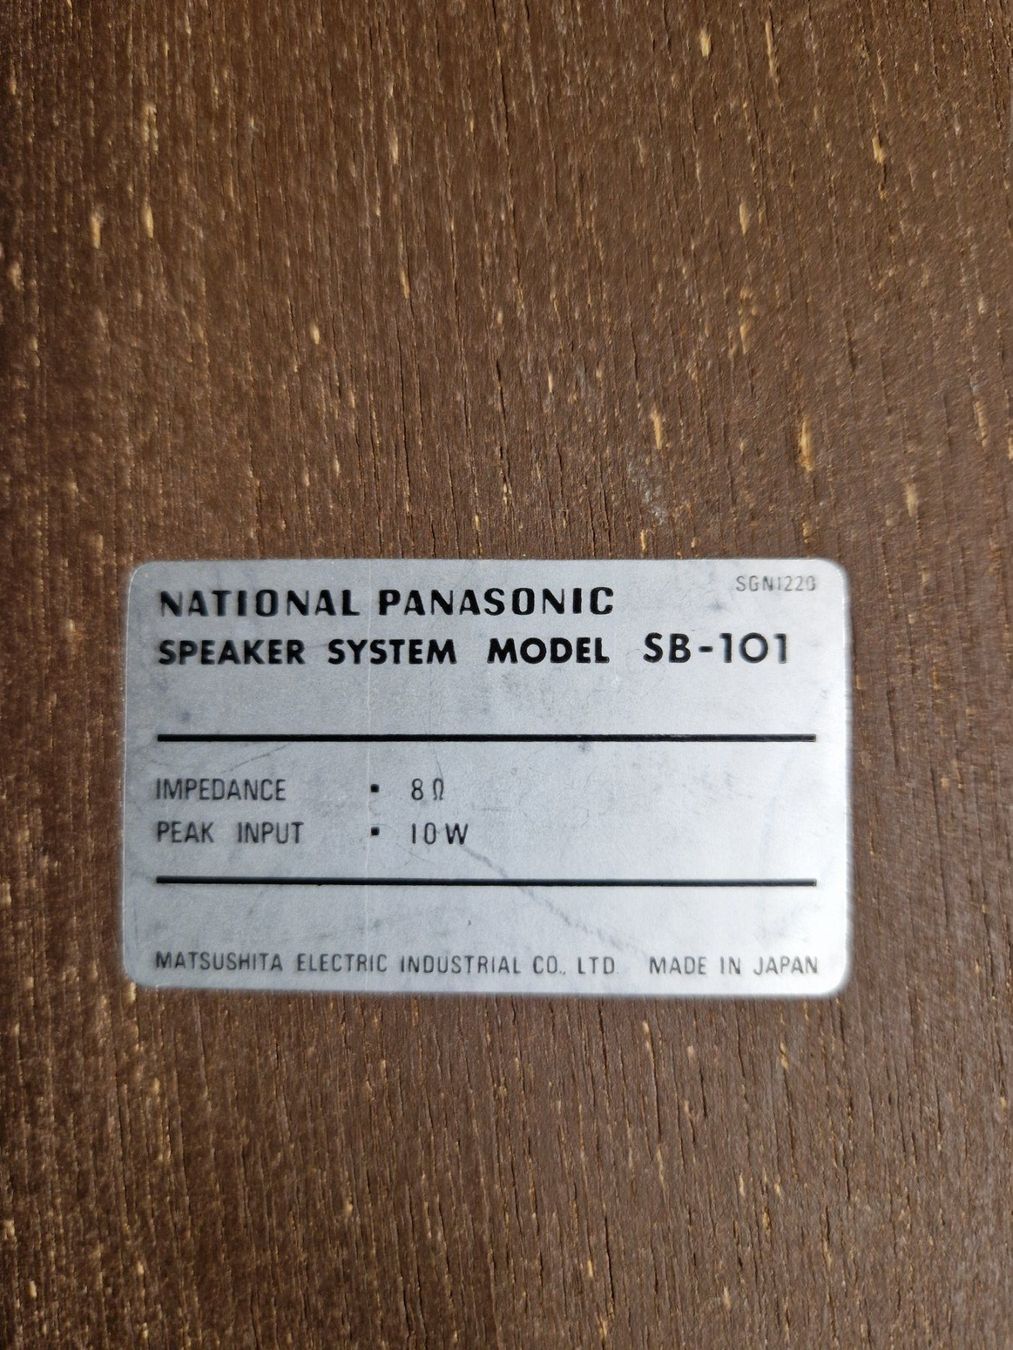 SGN1220
NATIONAL PANASONIC
SPEAKER SYSTEM MODEL SB-101
IMPEDANCE • 8Ω
PEAK INPUT • 10W
MATSUSHITA ELECTRIC INDUSTRIAL CO., LTD. MADE IN JAPAN